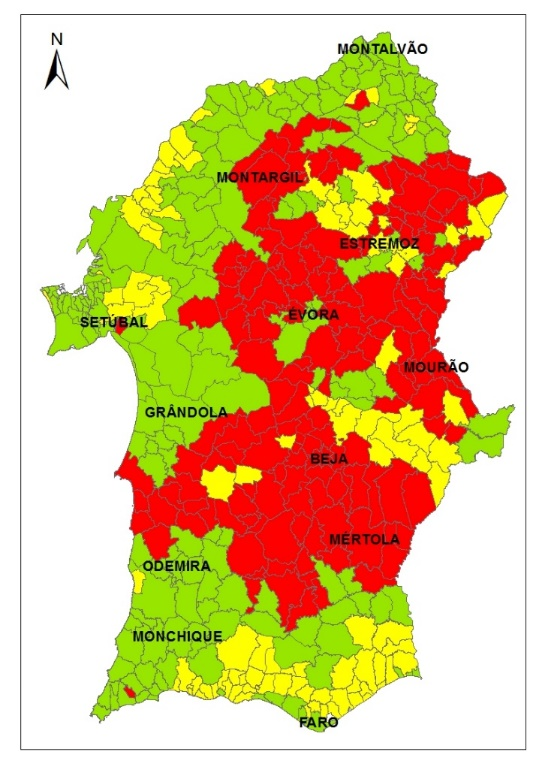 N
MONTALVÃO
MONTARGIL
ESTREMOZ
ÉVORA
SETÚBAL
MOURÃO
GRÂNDOLA
BEJA
MÉRTOLA
ODEMIRA
MONCHIQUE
FARO